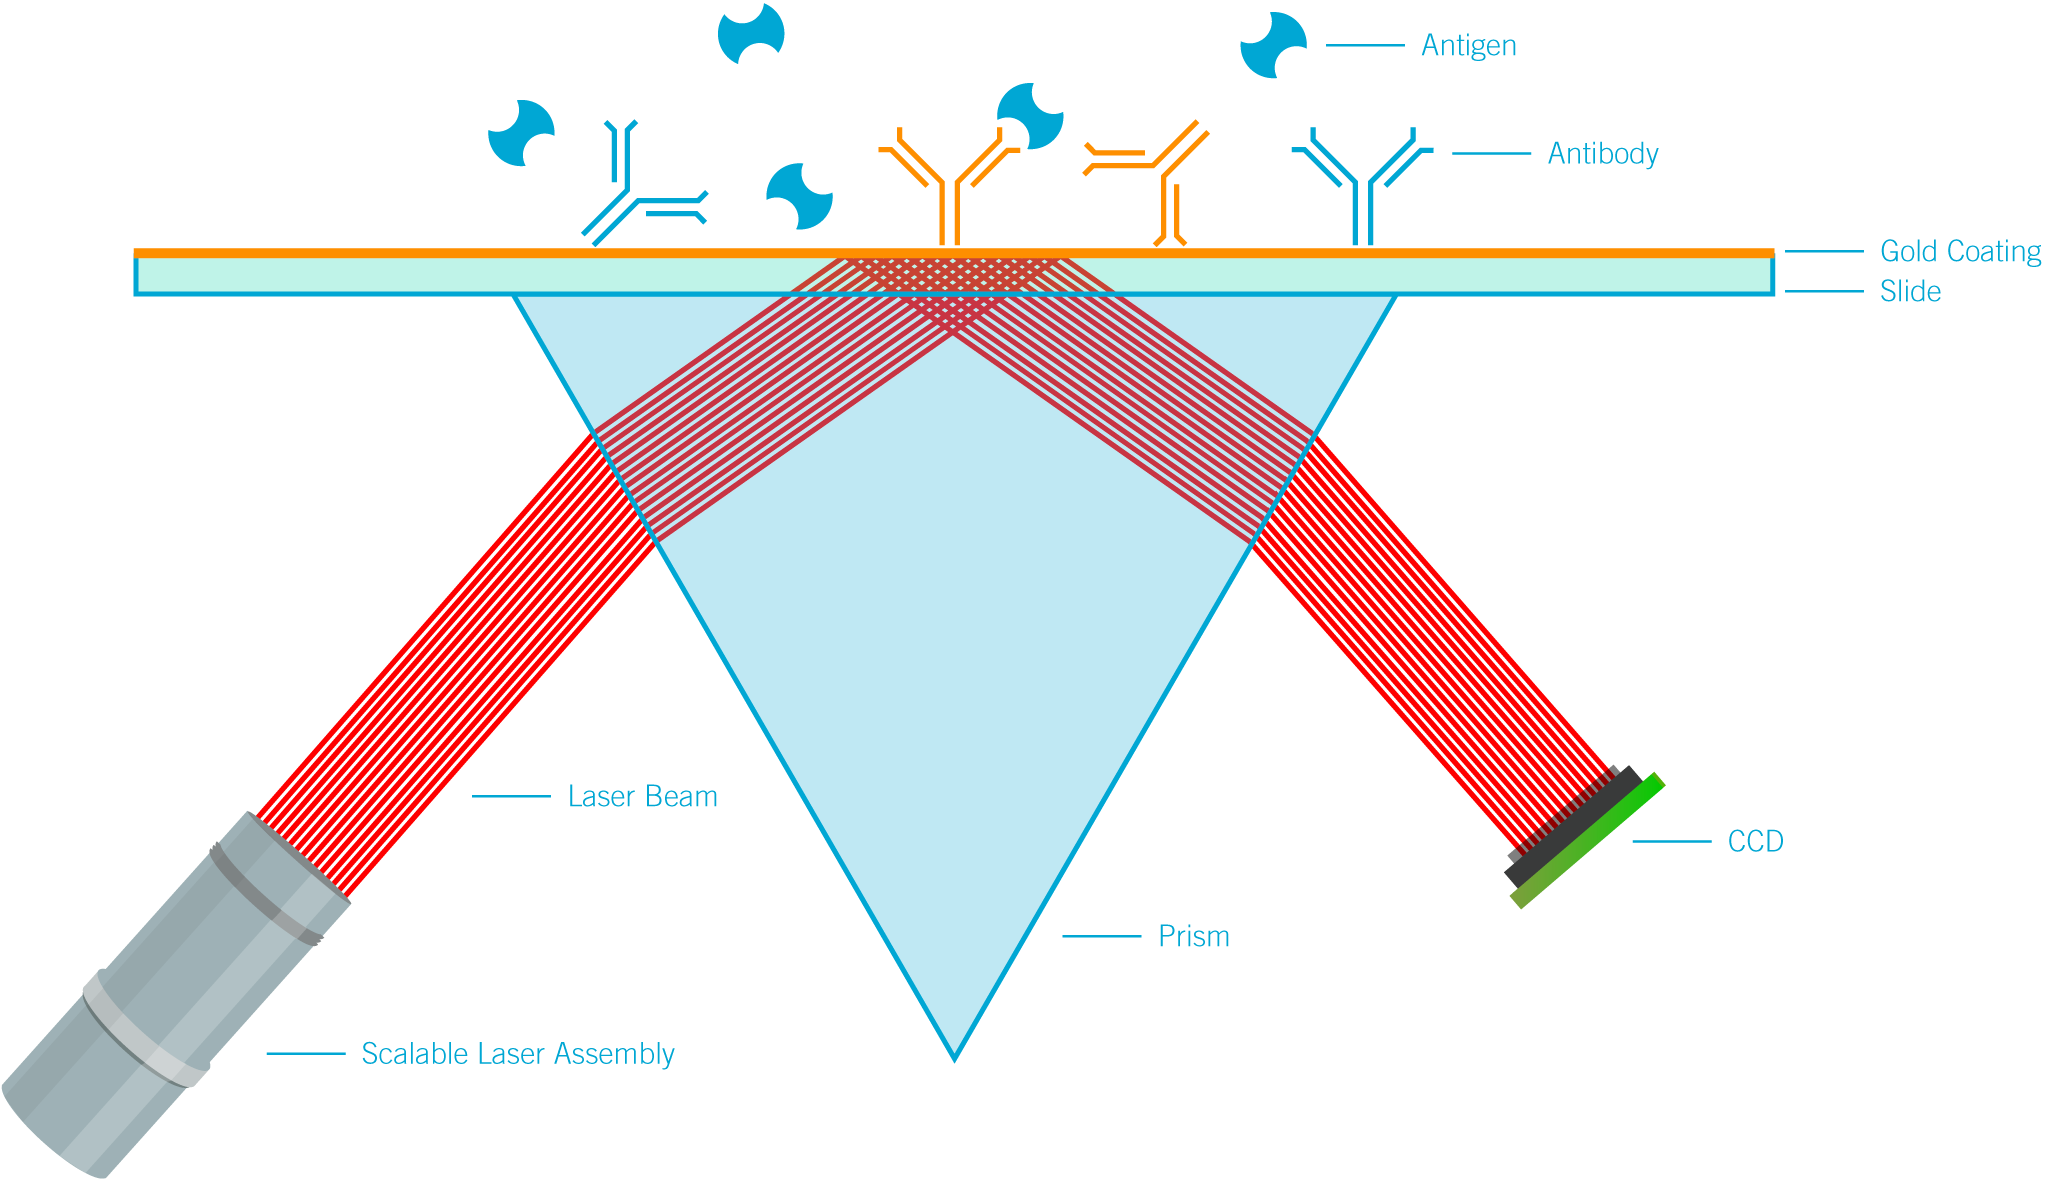 Antigen
Antibody
Gold Coating
Slide
Laser Beam
CCD
Prism
Scalable Laser Assembly